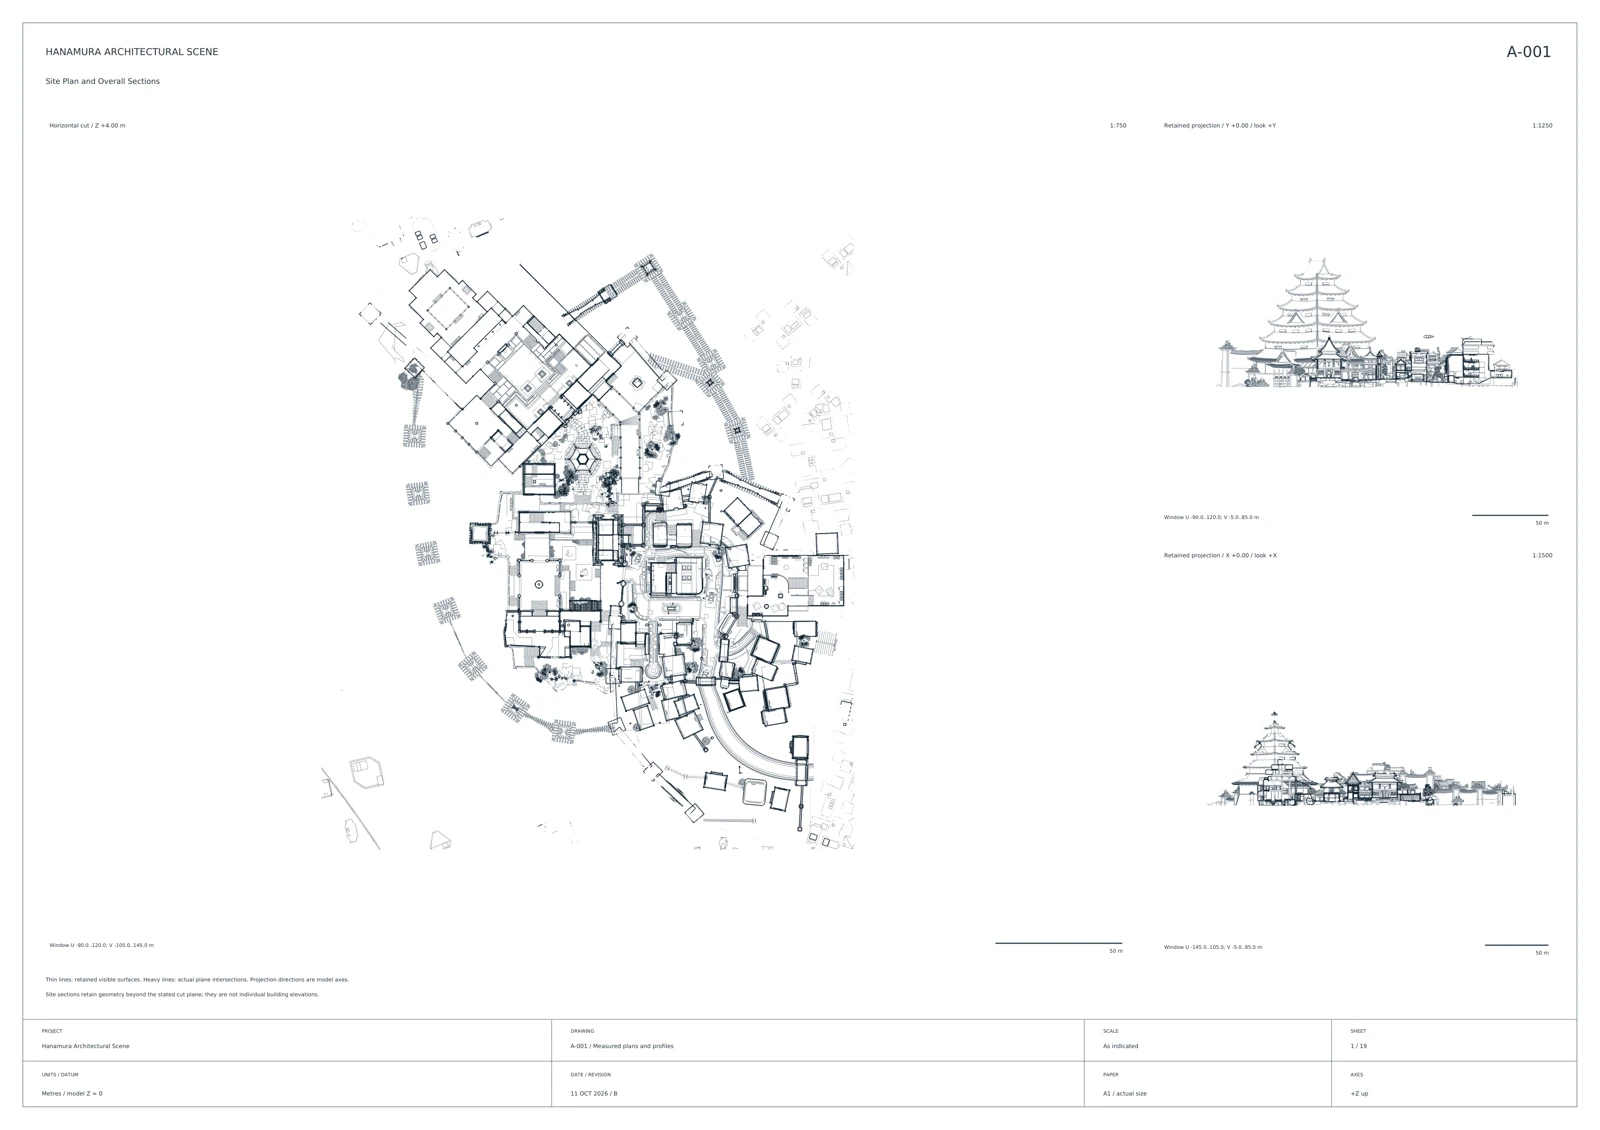 HANAMURA ARCHITECTURAL SCENE
A-001
Site Plan and Overall Sections
Horizontal cut / Z +4.00 m
1:750
Retained projection / Y +0.00 / look +Y
1:1250
Window U -90.0..120.0; V -5.0..85.0 m
50 m
Retained projection / X +0.00 / look +X
1:1500
Window U -90.0..120.0; V -105.0..145.0 m
50 m
Window U -145.0..105.0; V -5.0..85.0 m
50 m
Thin lines: retained visible surfaces. Heavy lines: actual plane intersections. Projection directions are model axes.
Site sections retain geometry beyond the stated cut plane; they are not individual building elevations.
PROJECT
Hanamura Architectural Scene
DRAWING
A-001 / Measured plans and profiles
SCALE
As indicated
SHEET
1 / 19
UNITS / DATUM
Metres / model Z = 0
DATE / REVISION
11 OCT 2026 / B
PAPER
A1 / actual size
AXES
+Z up